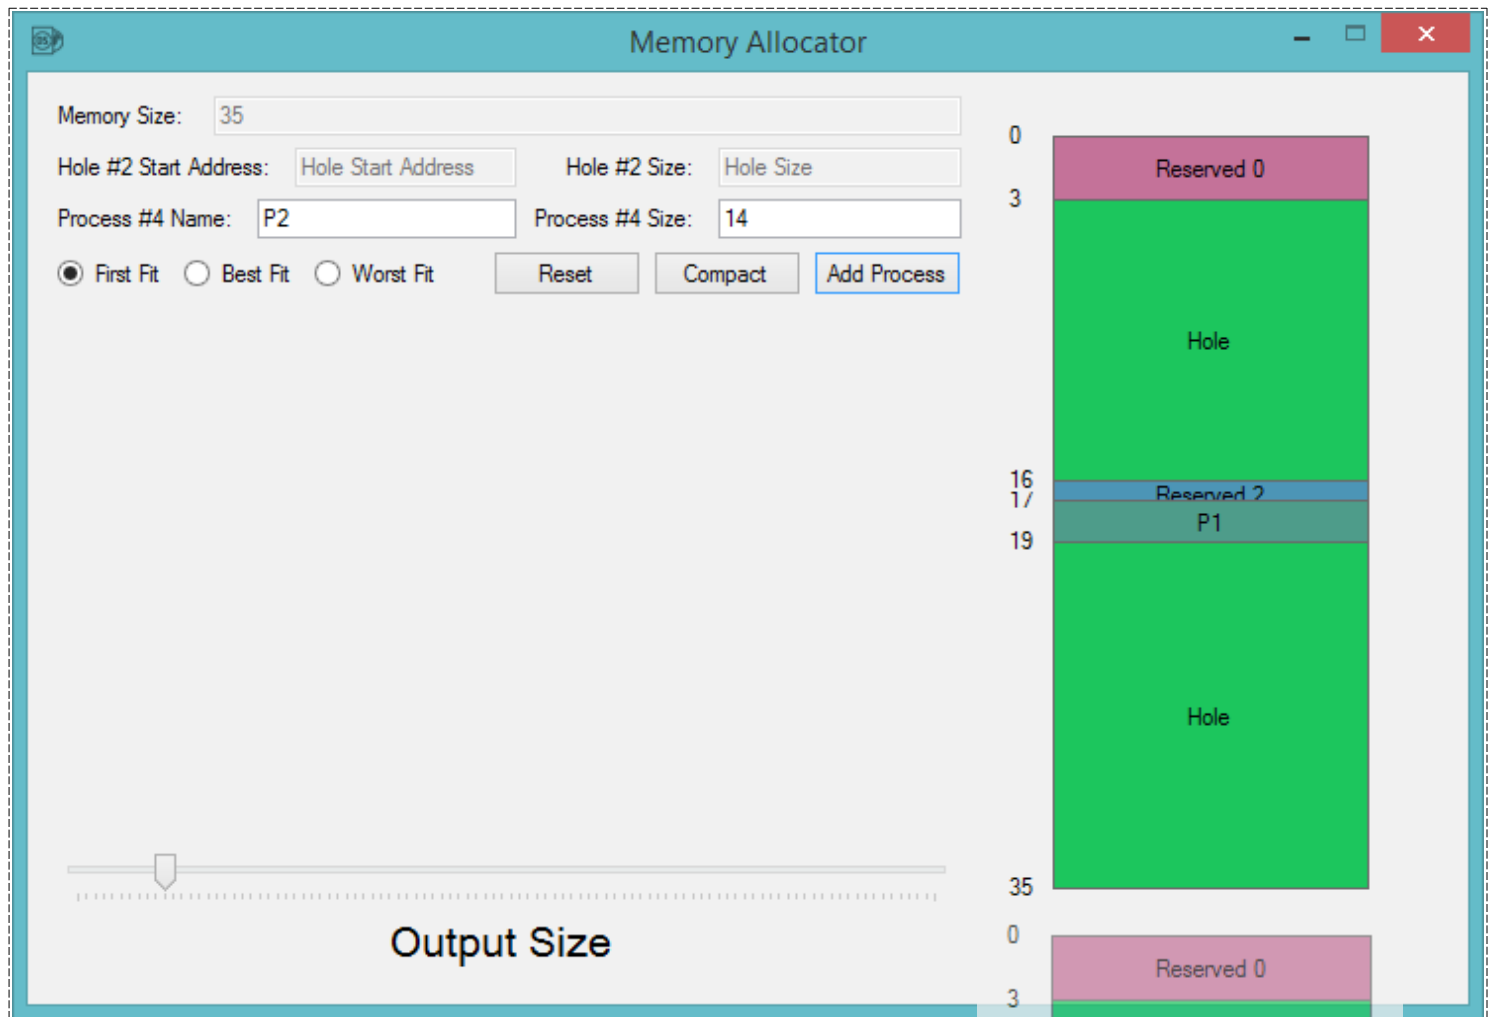 Memory Allocator
Memory Size: 35
Hole #2 Start Address: Hole Start Address Hole #2 Size: Hole Size
Process #4 Name: P2 Process #4 Size: 14
First Fit Best Fit Worst Fit Reset Compact Add Process
0
Reserved 0
3
Hole
16
Reserved 2
17
P1
19
Hole
35
Output Size
0
Reserved 0
3